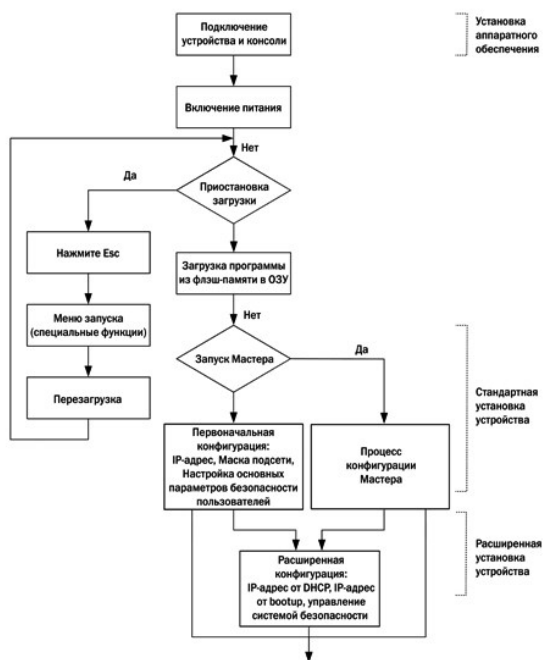 Подключение
устройства и консоли
Установка
аппаратного
обеспечения
Включение питания
Нет
Да
Приостановка
загрузки
Нажмите Esc
Загрузка программы
из флэш-памяти в ОЗУ
Меню запуска
(специальные функции)
Нет
Запуск Мастера
Да
Перезагрузка
Стандартная
установка
устройства
Первоначальная
конфигурация:
IP-адрес, Маска подсети,
Настройка основных
параметров безопасности
пользователей
Процесс
конфигурации
Мастера
Расширенная
установка
устройства
Расширенная
конфигурация:
IP-адрес от DHCP, IP-адрес
от bootup, управление
системой безопасности